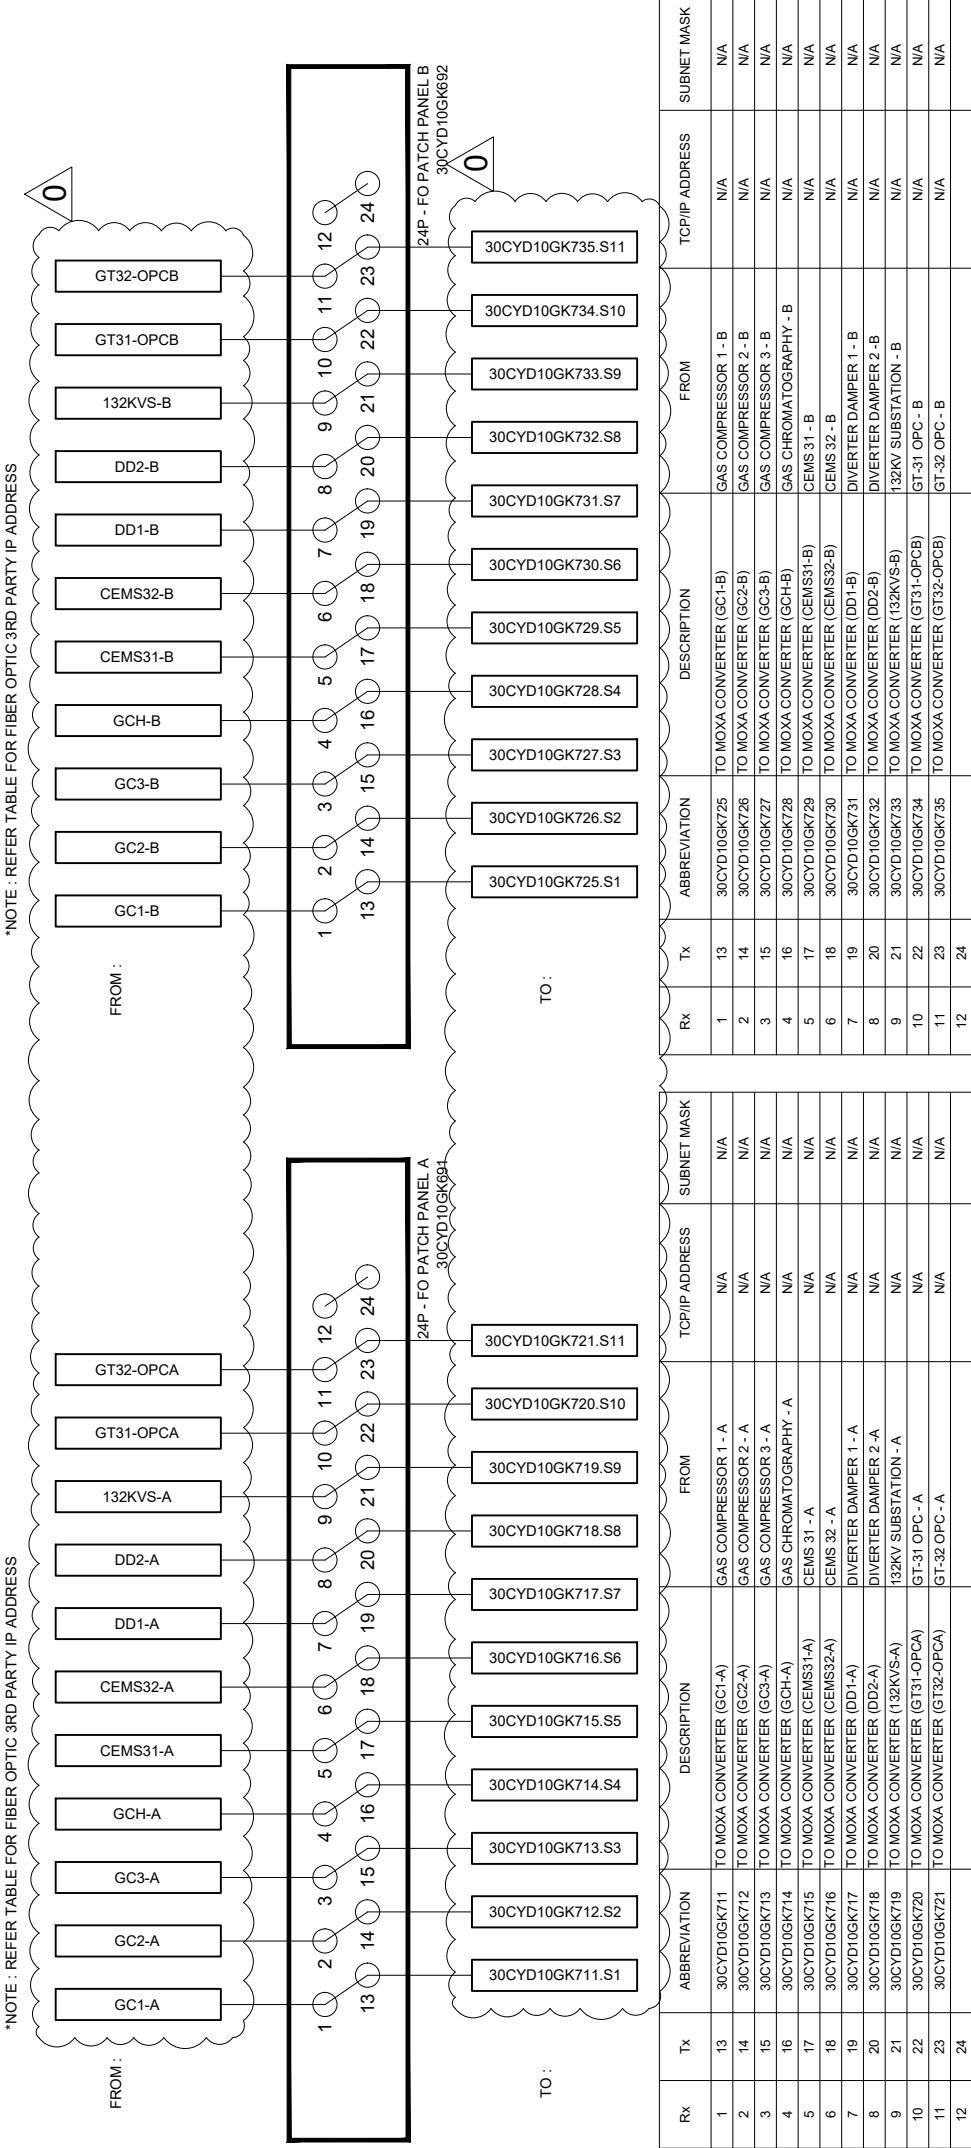 *NOTE : REFER TABLE FOR FIBER OPTIC 3RD PARTY IP ADDRESS
FROM :
GC1-A
GC2-A
GC3-A
GCH-A
CEMS31-A
CEMS32-A
DD1-A
DD2-A
132KVS-A
GT31-OPCA
GT32-OPCA
1 2 3 4 5 6 7 8 9 10 11 12
13 14 15 16 17 18 19 20 21 22 23 24
24P - FO PATCH PANEL A
30CYD10GK691
TO :
30CYD10GK711.S1
30CYD10GK712.S2
30CYD10GK713.S3
30CYD10GK714.S4
30CYD10GK715.S5
30CYD10GK716.S6
30CYD10GK717.S7
30CYD10GK718.S8
30CYD10GK719.S9
30CYD10GK720.S10
30CYD10GK721.S11
Rx Tx ABBREVIATION DESCRIPTION FROM TCP/IP ADDRESS SUBNET MASK
1 13 30CYD10GK711 TO MOXA CONVERTER (GC1-A) GAS COMPRESSOR 1 - A N/A N/A
2 14 30CYD10GK712 TO MOXA CONVERTER (GC2-A) GAS COMPRESSOR 2 - A N/A N/A
3 15 30CYD10GK713 TO MOXA CONVERTER (GC3-A) GAS COMPRESSOR 3 - A N/A N/A
4 16 30CYD10GK714 TO MOXA CONVERTER (GCH-A) GAS CHROMATOGRAPHY - A N/A N/A
5 17 30CYD10GK715 TO MOXA CONVERTER (CEMS31-A) CEMS 31 - A N/A N/A
6 18 30CYD10GK716 TO MOXA CONVERTER (CEMS32-A) CEMS 32 - A N/A N/A
7 19 30CYD10GK717 TO MOXA CONVERTER (DD1-A) DIVERTER DAMPER 1 - A N/A N/A
8 20 30CYD10GK718 TO MOXA CONVERTER (DD2-A) DIVERTER DAMPER 2 -A N/A N/A
9 21 30CYD10GK719 TO MOXA CONVERTER (132KVS-A) 132KV SUBSTATION - A N/A N/A
10 22 30CYD10GK720 TO MOXA CONVERTER (GT31-OPCA) GT-31 OPC - A N/A N/A
11 23 30CYD10GK721 TO MOXA CONVERTER (GT32-OPCA) GT-32 OPC - A N/A N/A
12 24
*NOTE : REFER TABLE FOR FIBER OPTIC 3RD PARTY IP ADDRESS
FROM :
GC1-B
GC2-B
GC3-B
GCH-B
CEMS31-B
CEMS32-B
DD1-B
DD2-B
132KVS-B
GT31-OPCB
GT32-OPCB
0
1 2 3 4 5 6 7 8 9 10 11 12
13 14 15 16 17 18 19 20 21 22 23 24
24P - FO PATCH PANEL B
30CYD10GK692
0
TO :
30CYD10GK725.S1
30CYD10GK726.S2
30CYD10GK727.S3
30CYD10GK728.S4
30CYD10GK729.S5
30CYD10GK730.S6
30CYD10GK731.S7
30CYD10GK732.S8
30CYD10GK733.S9
30CYD10GK734.S10
30CYD10GK735.S11
Rx Tx ABBREVIATION DESCRIPTION FROM TCP/IP ADDRESS SUBNET MASK
1 13 30CYD10GK725 TO MOXA CONVERTER (GC1-B) GAS COMPRESSOR 1 - B N/A N/A
2 14 30CYD10GK726 TO MOXA CONVERTER (GC2-B) GAS COMPRESSOR 2 - B N/A N/A
3 15 30CYD10GK727 TO MOXA CONVERTER (GC3-B) GAS COMPRESSOR 3 - B N/A N/A
4 16 30CYD10GK728 TO MOXA CONVERTER (GCH-B) GAS CHROMATOGRAPHY - B N/A N/A
5 17 30CYD10GK729 TO MOXA CONVERTER (CEMS31-B) CEMS 31 - B N/A N/A
6 18 30CYD10GK730 TO MOXA CONVERTER (CEMS32-B) CEMS 32 - B N/A N/A
7 19 30CYD10GK731 TO MOXA CONVERTER (DD1-B) DIVERTER DAMPER 1 - B N/A N/A
8 20 30CYD10GK732 TO MOXA CONVERTER (DD2-B) DIVERTER DAMPER 2 -B N/A N/A
9 21 30CYD10GK733 TO MOXA CONVERTER (132KVS-B) 132KV SUBSTATION - B N/A N/A
10 22 30CYD10GK734 TO MOXA CONVERTER (GT31-OPCB) GT-31 OPC - B N/A N/A
11 23 30CYD10GK735 TO MOXA CONVERTER (GT32-OPCB) GT-32 OPC - B N/A N/A
12 24